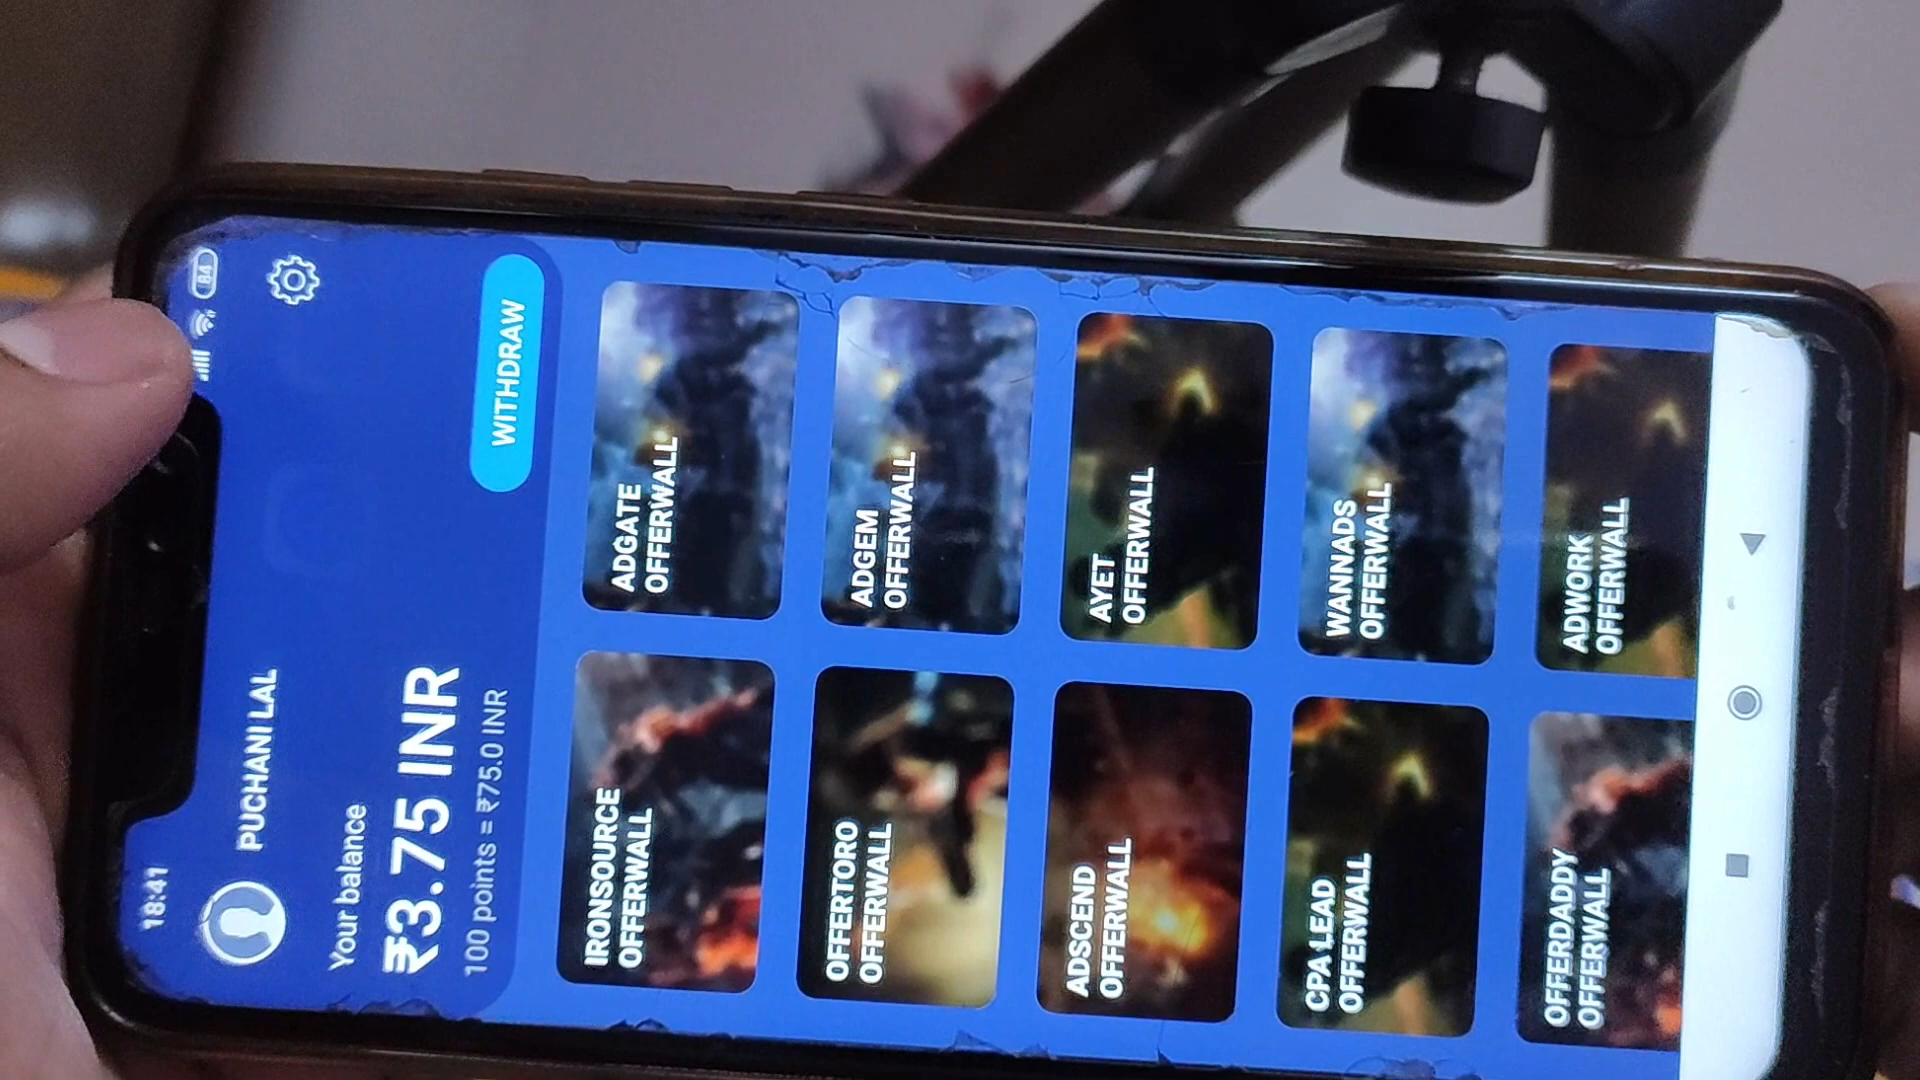 18:41
84
PUCHANI LAL
Your balance
₹3.75 INR
100 points = ₹75.0 INR
WITHDRAW
IRONSOURCE
OFFERWALL
ADGATE
OFFERWALL
OFFERTORO
OFFERWALL
ADGEM
OFFERWALL
ADSCEND
OFFERWALL
AYET
OFFERWALL
CPA LEAD
OFFERWALL
WANNADS
OFFERWALL
OFFERDADDY
OFFERWALL
ADWORK
OFFERWALL